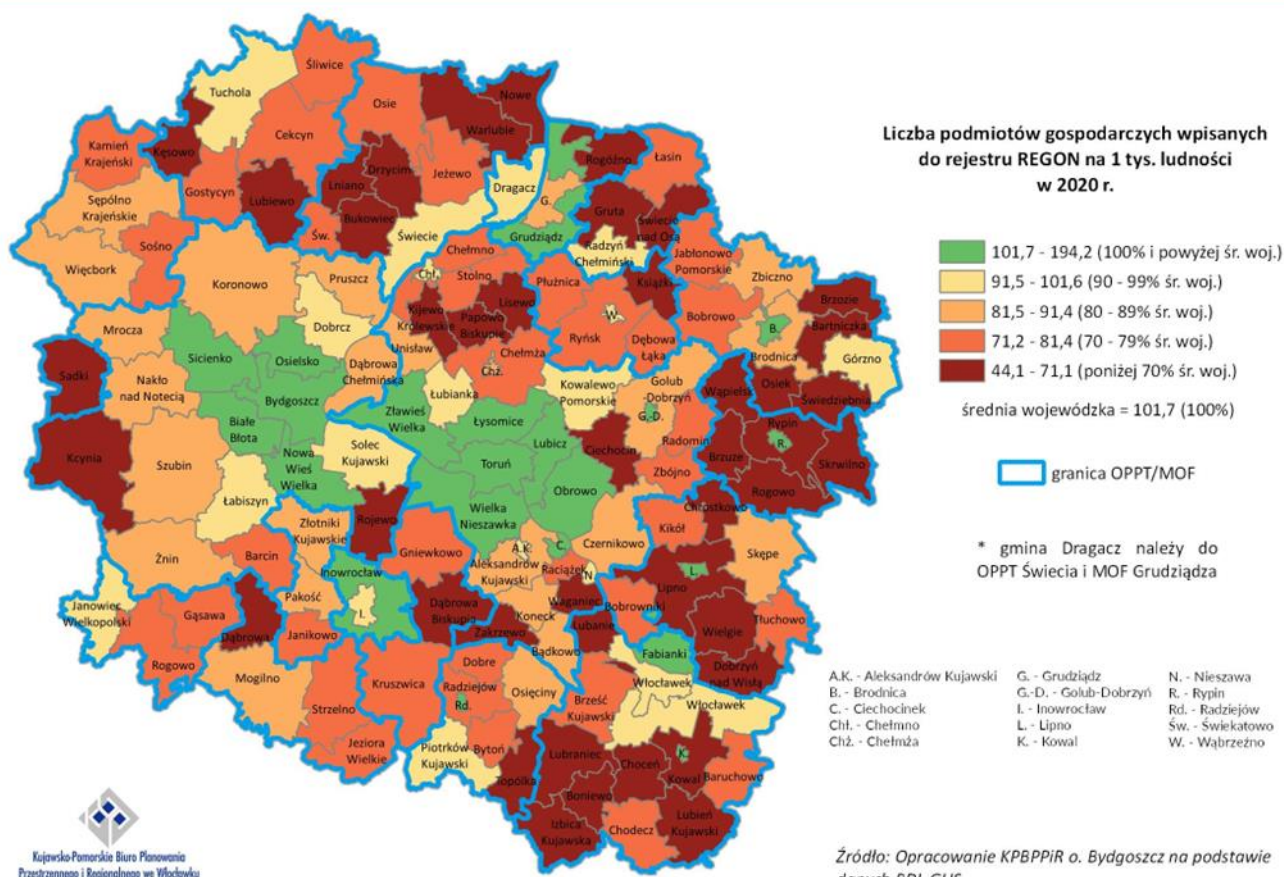 Śliwice
Tuchola
Osie
Nowe
Cekcyn
Warlubie
Kamień
Krajeński
Kęsowo
Rogóźno
Łasin
Drzycim
Jeżewo
Lniano
Dragacz
Gostycyn
Lubiewo
G.
Sępólno
Krajeńskie
Bukowiec
Gruta
Świecie
nad Osą
Św.
Świecie
Grudziądz
Radzyń
Chełmiński
Sośno
Chełmno
Jabłonowo
Pomorskie
Więcbork
Pruszcz
Chł.
Stolno
Płużnica
Książki
Zbiczno
Koronowo
Lisewo
Brzozie
Kijewo
Królewskie
Papowo
Biskupie
W.
Bobrowo
B.
Bartniczka
Mrocza
Dobrcz
Unisław
Ryńsk
Dębowa
Łąka
Sicienko
Osielsko
Chełmża
Brodnica
Górzno
Dąbrowa
Chełmińska
Chż.
Sadki
Nakło
nad Notecią
Łubianka
Kowalewo
Pomorskie
Golub
-Dobrzyń
Wąpielsk
Osiek
Świedziebnia
Bydgoszcz
Zławieś
Wielka
Łysomice
G.-D.
Rypin
Białe
Błota
Radomin
R.
Solec
Kujawski
Lubicz
Ciechocin
Brzuze
Skrwilno
Kcynia
Szubin
Nowa
Wieś
Wielka
Toruń
Zbójno
Obrowo
Rogowo
Łabiszyn
Wielka
Nieszawka
Chrostkowo
Złotniki
Kujawskie
Rojewo
Kikół
Czernikowo
Żnin
Barcin
Gniewkowo
A.K.
C.
Skępe
Inowrocław
Aleksandrów
Kujawski
Raciążek
N.
L.
Janowiec
Wielkopolski
Pakość
Lipno
Gąsawa
I.
Dąbrowa
Biskupia
Waganiec
Bobrowniki
Koneck
Tłuchowo
Dąbrowa
Janikowo
Zakrzewo
Lubanie
Wielgie
Rogowo
Bądkowo
Fabianki
Dobrzyń
nad Wisłą
Mogilno
Kruszwica
Dobre
Włocławek
Radziejów
Osięciny
Strzelno
Brześć
Kujawski
Włocławek
Rd.
Jeziora
Wielkie
Piotrków
Kujawski
Bytoń
Lubraniec
Choceń
K.
Topólka
Kowal
Baruchowo
Boniewo
Izbica
Kujawska
Lubień
Kujawski
Chodecz
Liczba podmiotów gospodarczych wpisanych
do rejestru REGON na 1 tys. ludności
w 2020 r.
101,7 - 194,2 (100% i powyżej śr. woj.)
91,5 - 101,6 (90 - 99% śr. woj.)
81,5 - 91,4 (80 - 89% śr. woj.)
71,2 - 81,4 (70 - 79% śr. woj.)
44,1 - 71,1 (poniżej 70% śr. woj.)
średnia wojewódzka = 101,7 (100%)
granica OPPT/MOF
* gmina Dragacz należy do
OPPT Świecia i MOF Grudziądza
A.K. - Aleksandrów Kujawski
B. - Brodnica
C. - Ciechocinek
Chł. - Chełmno
Chż. - Chełmża
G. - Grudziądz
G.-D. - Golub-Dobrzyń
I. - Inowrocław
L. - Lipno
K. - Kowal
N. - Nieszawa
R. - Rypin
Rd. - Radziejów
Św. - Świekatowo
W. - Wąbrzeźno
Kujawsko-Pomorskie Biuro Planowania
Przestrzennego i Regionalnego we Włocławku
Źródło: Opracowanie KPBPPiR o. Bydgoszcz na podstawie
danych BDL GUS